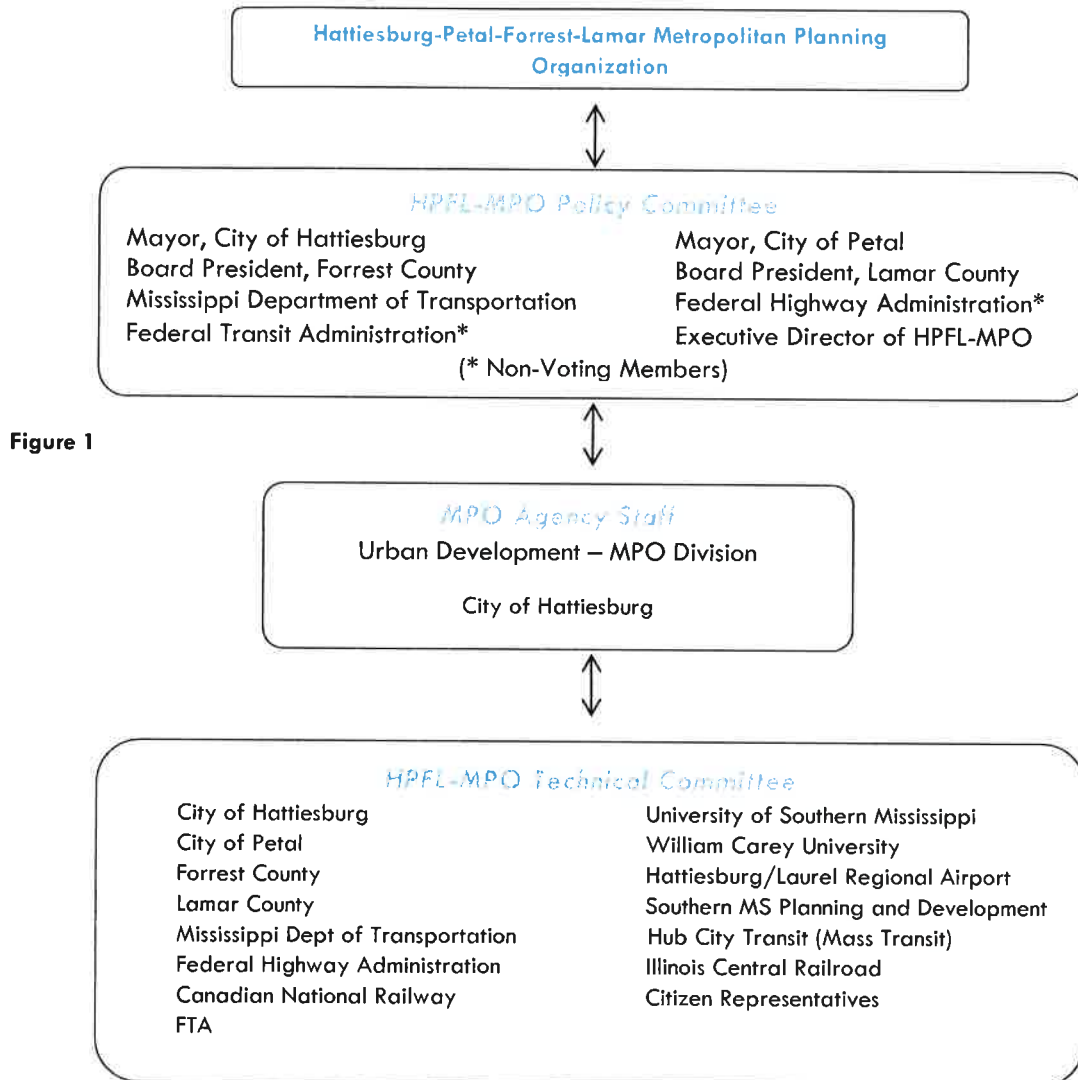 Hattiesburg-Petal-Forrest-Lamar Metropolitan Planning
Organization
HPFL-MPO Policy Committee
Mayor, City of Hattiesburg
Board President, Forrest County
Mississippi Department of Transportation
Federal Transit Administration*
Mayor, City of Petal
Board President, Lamar County
Federal Highway Administration*
Executive Director of HPFL-MPO
(* Non-Voting Members)
Figure 1
MPO Agency Staff
Urban Development – MPO Division
City of Hattiesburg
HPFL-MPO Technical Committee
City of Hattiesburg
City of Petal
Forrest County
Lamar County
Mississippi Dept of Transportation
Federal Highway Administration
Canadian National Railway
FTA
University of Southern Mississippi
William Carey University
Hattiesburg/Laurel Regional Airport
Southern MS Planning and Development
Hub City Transit (Mass Transit)
Illinois Central Railroad
Citizen Representatives